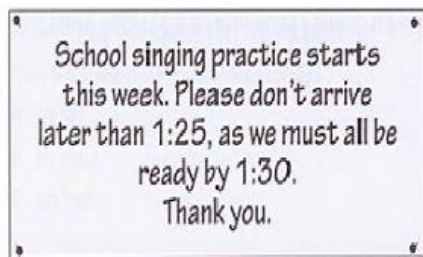 School singing practice starts
this week. Please don't arrive
later than 1:25, as we must all be
ready by 1:30.
Thank you.